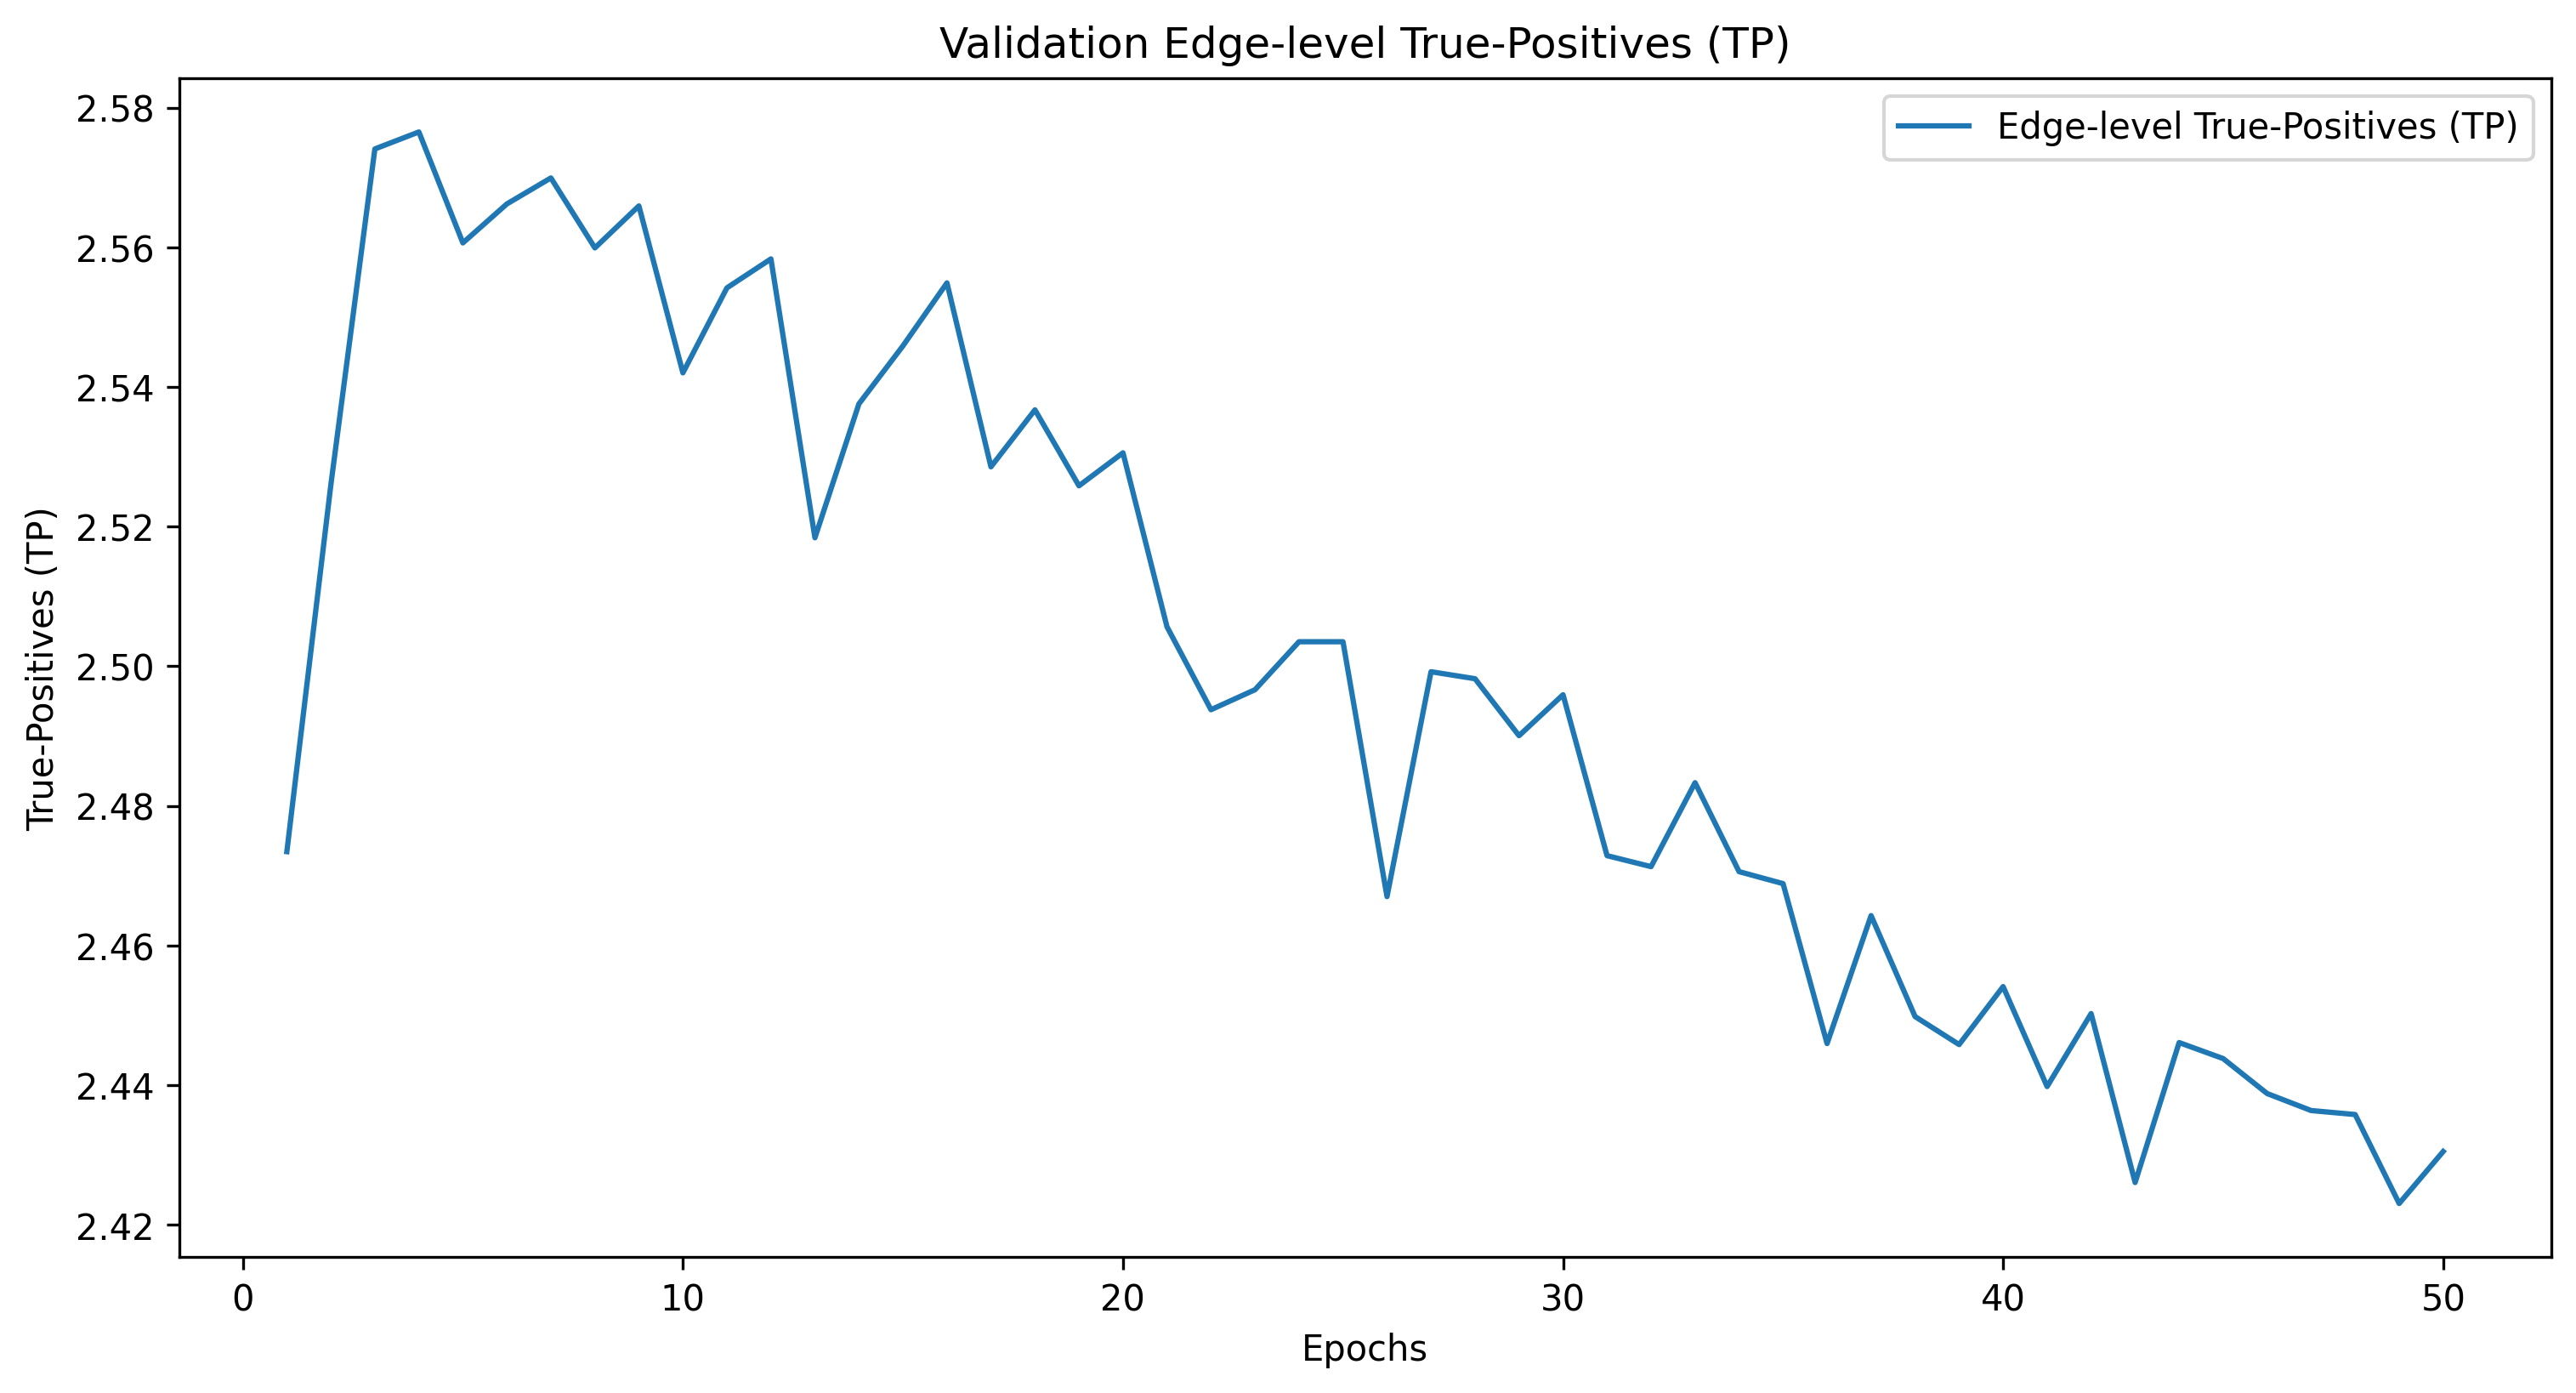 Validation Edge-level True-Positives (TP)
Edge-level True-Positives (TP)
True-Positives (TP)
2.58
2.56
2.54
2.52
2.50
2.48
2.46
2.44
2.42
0 10 20 30 40 50
Epochs